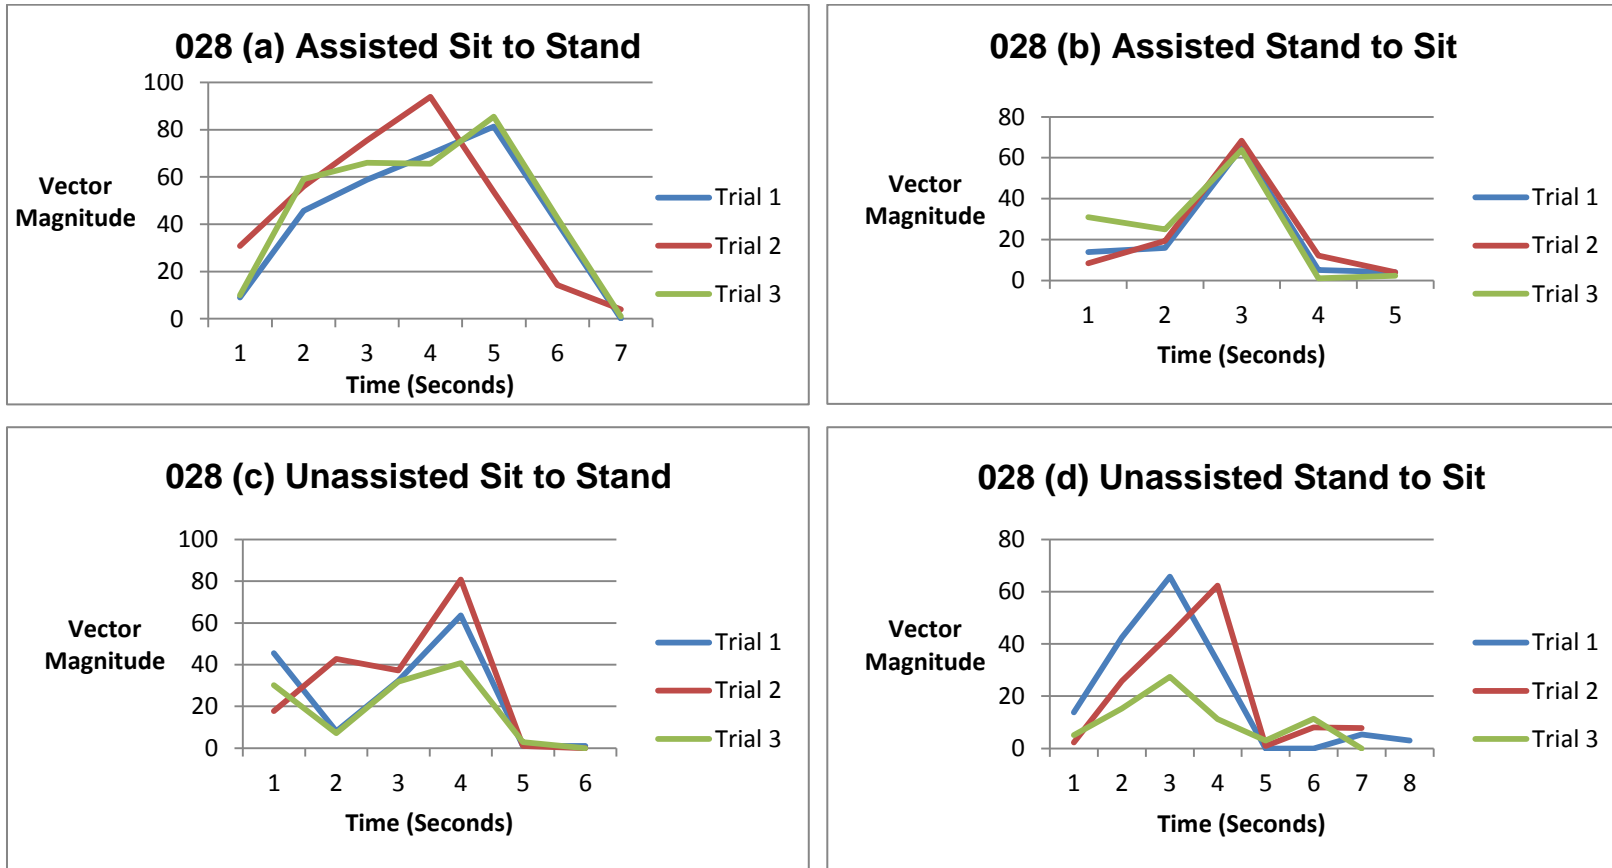 028 (a) Assisted Sit to Stand
100
80
60
40
20
0
Vector
Magnitude
1 2 3 4 5 6 7
Time (Seconds)
Trial 1
Trial 2
Trial 3
028 (b) Assisted Stand to Sit
80
60
40
20
0
Vector
Magnitude
1 2 3 4 5
Time (Seconds)
Trial 1
Trial 2
Trial 3
028 (c) Unassisted Sit to Stand
100
80
60
40
20
0
Vector
Magnitude
1 2 3 4 5 6
Time (Seconds)
Trial 1
Trial 2
Trial 3
028 (d) Unassisted Stand to Sit
80
60
40
20
0
Vector
Magnitude
1 2 3 4 5 6 7 8
Time (Seconds)
Trial 1
Trial 2
Trial 3